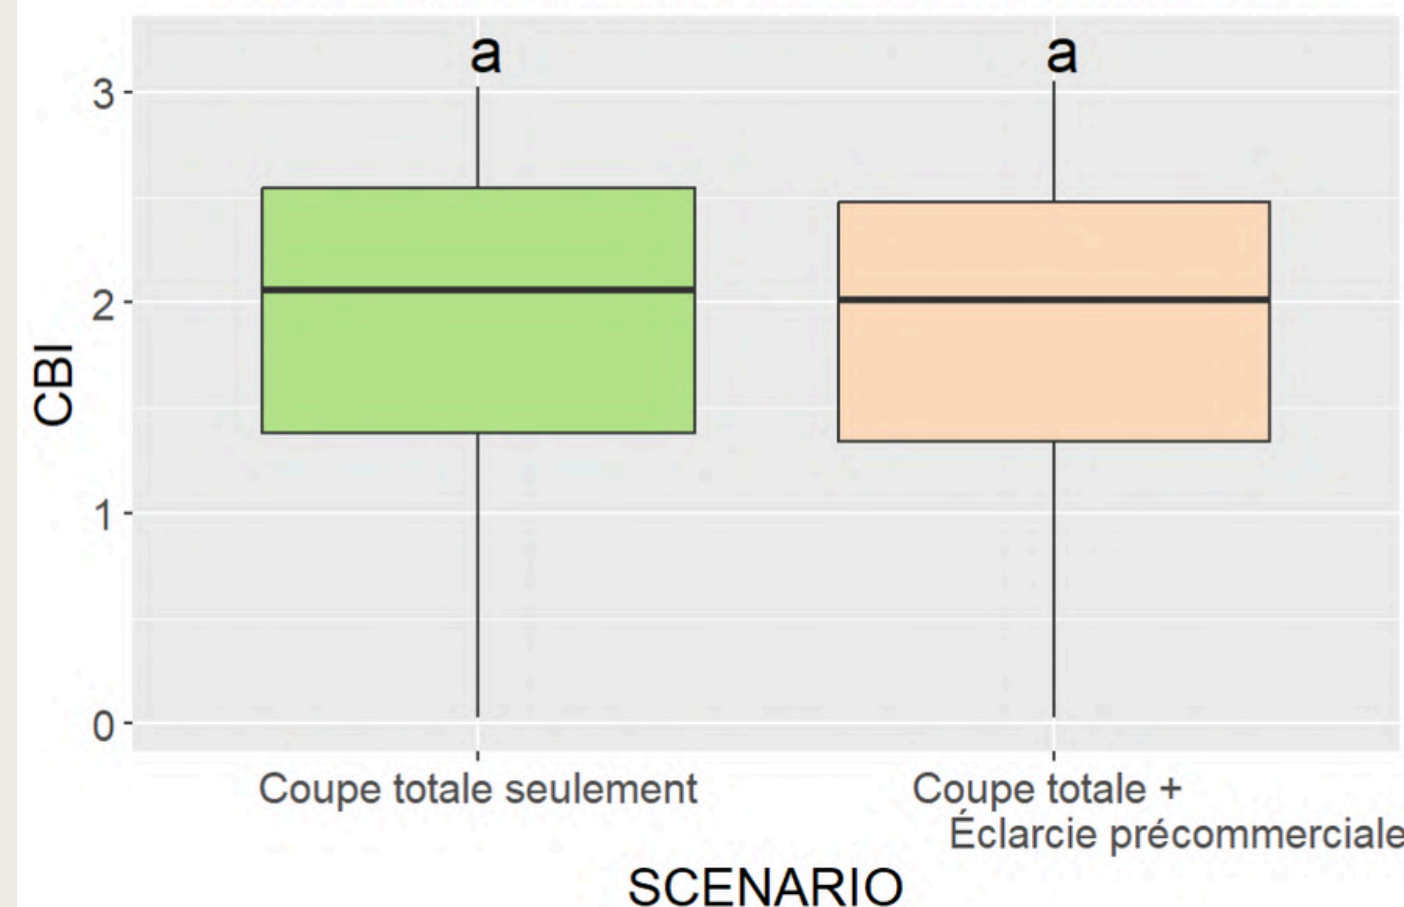 a a
3
2
1
0
CBI
Coupe totale seulement
Coupe totale +
Éclarcie précommerciale
SCENARIO